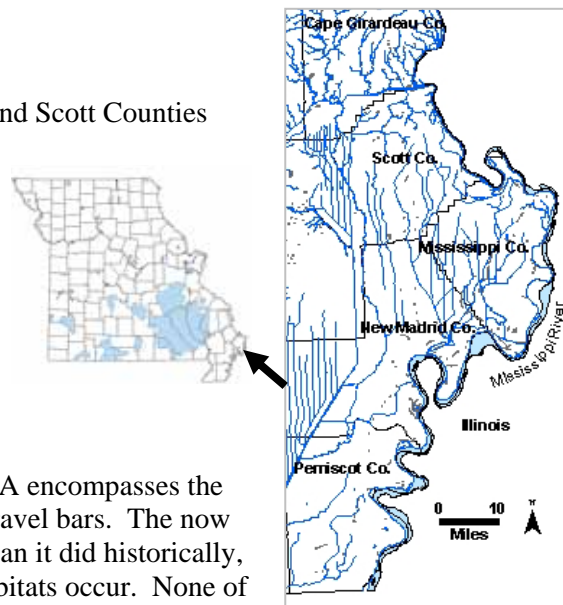 nd Scott Counties
A encompasses the
avel bars. The now
an it did historically,
bitats occur. None of
Cape Girardeau Co.
Scott Co.
Mississippi Co.
New Madrid Co.
Mississippi River
Illinois
Pemiscot Co.
0 10
Miles
N